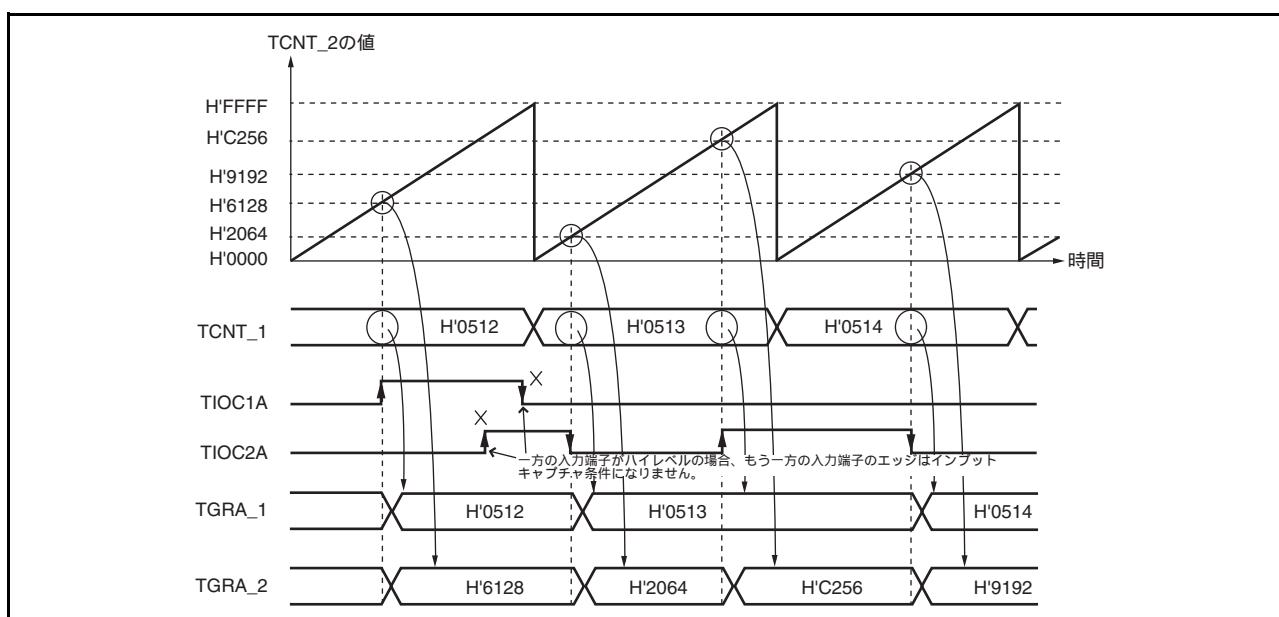 TCNT_2の値
H'FFFF
H'C256
H'9192
H'6128
H'2064
H'0000
時間
TCNT_1
H'0512
H'0513
H'0514
TIOC1A
TIOC2A
一方の入力端子がハイレベルの場合、もう一方の入力端子のエッジはインプット
キャプチャ条件になりません。
TGRA_1
H'0512
H'0513
H'0514
TGRA_2
H'6128
H'2064
H'C256
H'9192